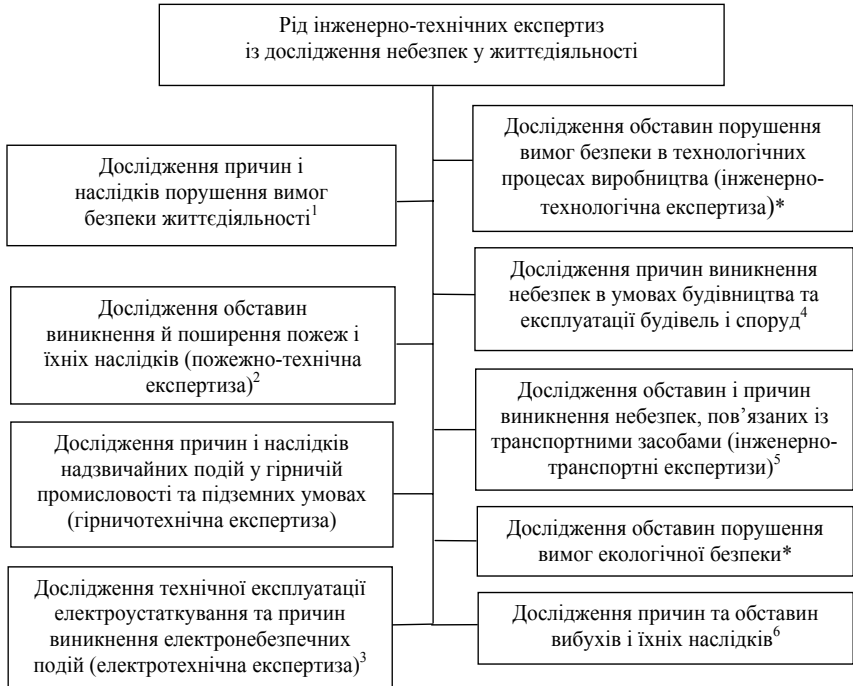 Рід інженерно-технічних експертиз
із дослідження небезпек у життєдіяльності
Дослідження причин і
наслідків порушення вимог
безпеки життєдіяльності¹
Дослідження обставин
виникнення й поширення пожеж і
їхніх наслідків (пожежно-технічна
експертиза)²
Дослідження причин і наслідків
надзвичайних подій у гірничій
промисловості та підземних умовах
(гірничотехнічна експертиза)
Дослідження технічної експлуатації
електроустаткування та причин
виникнення електронебезпечних
подій (електротехнічна експертиза)³
Дослідження обставин порушення
вимог безпеки в технологічних
процесах виробництва (інженерно-
технологічна експертиза)*
Дослідження причин виникнення
небезпек в умовах будівництва та
експлуатації будівель і споруд⁴
Дослідження обставин і причин
виникнення небезпек, пов’язаних із
транспортними засобами (інженерно-
транспортні експертизи)⁵
Дослідження обставин порушення
вимог екологічної безпеки*
Дослідження причин та обставин
вибухів і їхніх наслідків⁶